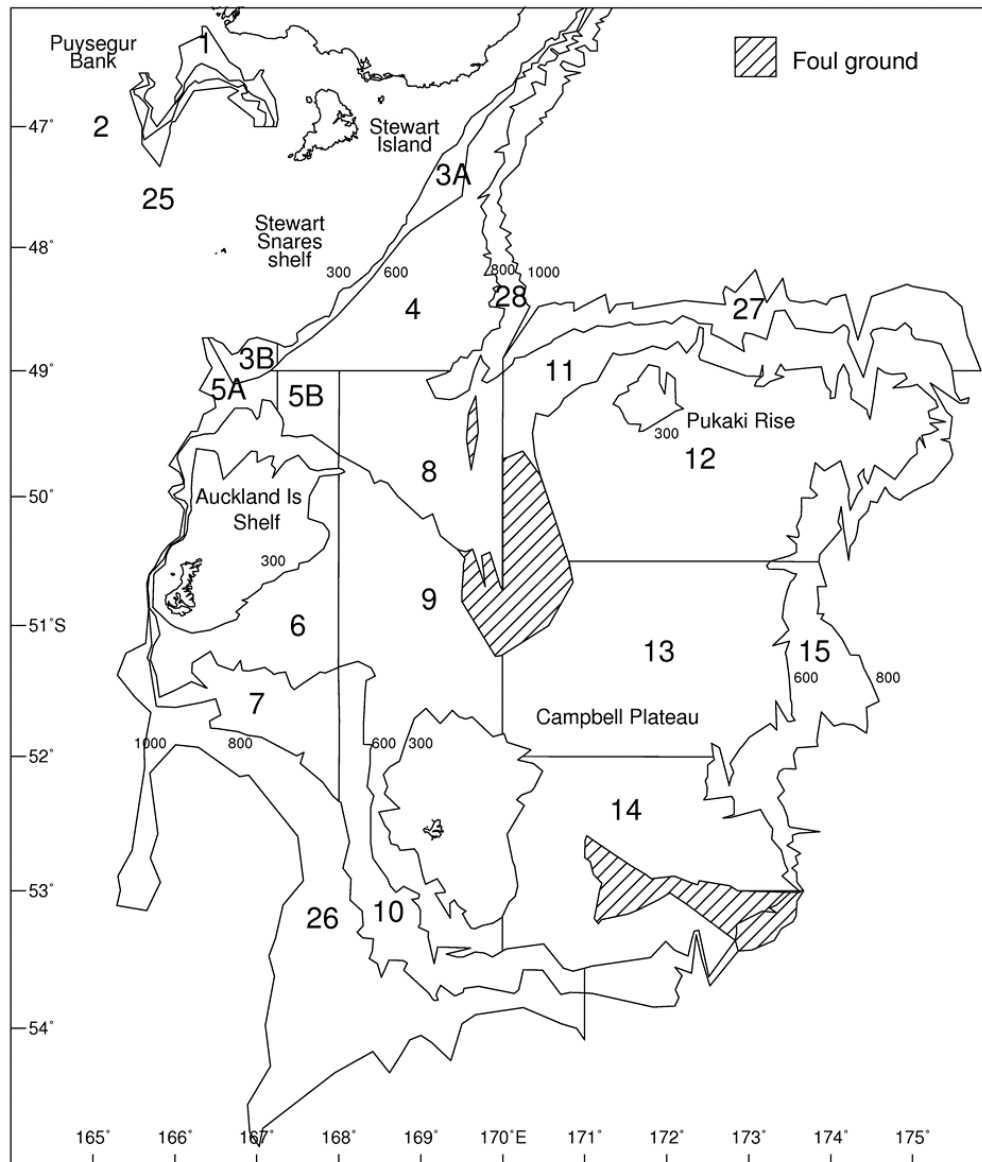 Puysegur
Bank
1
Foul ground
2
47°
Stewart
Island
3A
25
Stewart
Snares
shelf
48°
300
600
800
1000
28
27
4
3B
49°
5A
5B
11
Pukaki Rise
300
12
8
50°
Auckland Is
Shelf
300
9
6
51°S
13
15
600
800
7
Campbell Plateau
1000
800
600
300
52°
14
53°
10
26
54°
165°
166°
167°
168°
169°
170°E
171°
172°
173°
174°
175°